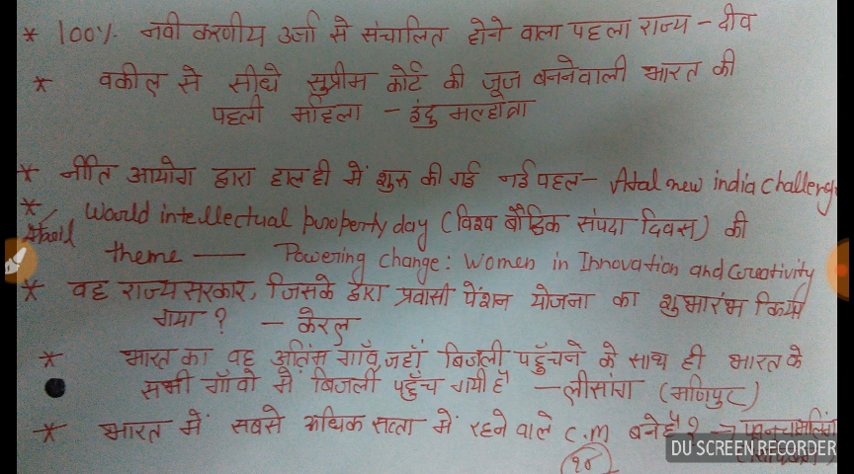 * 100% नवीकरणीय उर्जा से संचालित होने वाला पहला राज्य - दीव
* वकील से सीधे सुप्रीम कोर्ट की जज बननेवाली भारत की
पहली महिला - इंदु मल्होत्रा
* नीति आयोग द्वारा हाल ही में शुरू की गई नई पहल - Atal new india challeng
* World intellectual property day (विश्व बौद्धिक संपदा दिवस) की
theme — Powering change: Women in Innovation and Creativity
* वह राज्य सरकार, जिसके द्वारा प्रवासी पेंशन योजना का शुभारंभ किया
गया? - केरल
* भारत का वह अंतिम गाँव जहाँ बिजली पहुँचने के साथ ही भारत के
सभी गाँवो में बिजली पहुँच गयी है - लीसांग (मणिपुर)
* भारत में सबसे अधिक सत्ता में रहने वाले C.M बने है?
DU SCREEN RECORDER